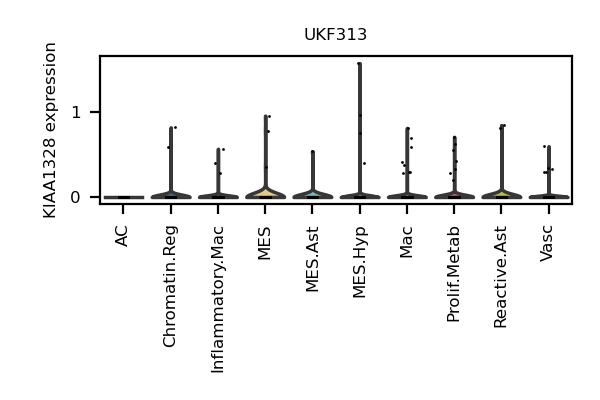 UKF313
KIAA1328 expression
1
0
AC
Chromatin.Reg
Inflammatory.Mac
MES
MES.Ast
MES.Hyp
Mac
Prolif.Metab
Reactive.Ast
Vasc